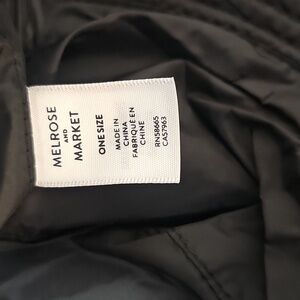 MELROSE
AND
MARKET
ONE SIZE
MADE IN
CHINA
FABRIQUÉ EN
CHINE
RN58665
CA57963